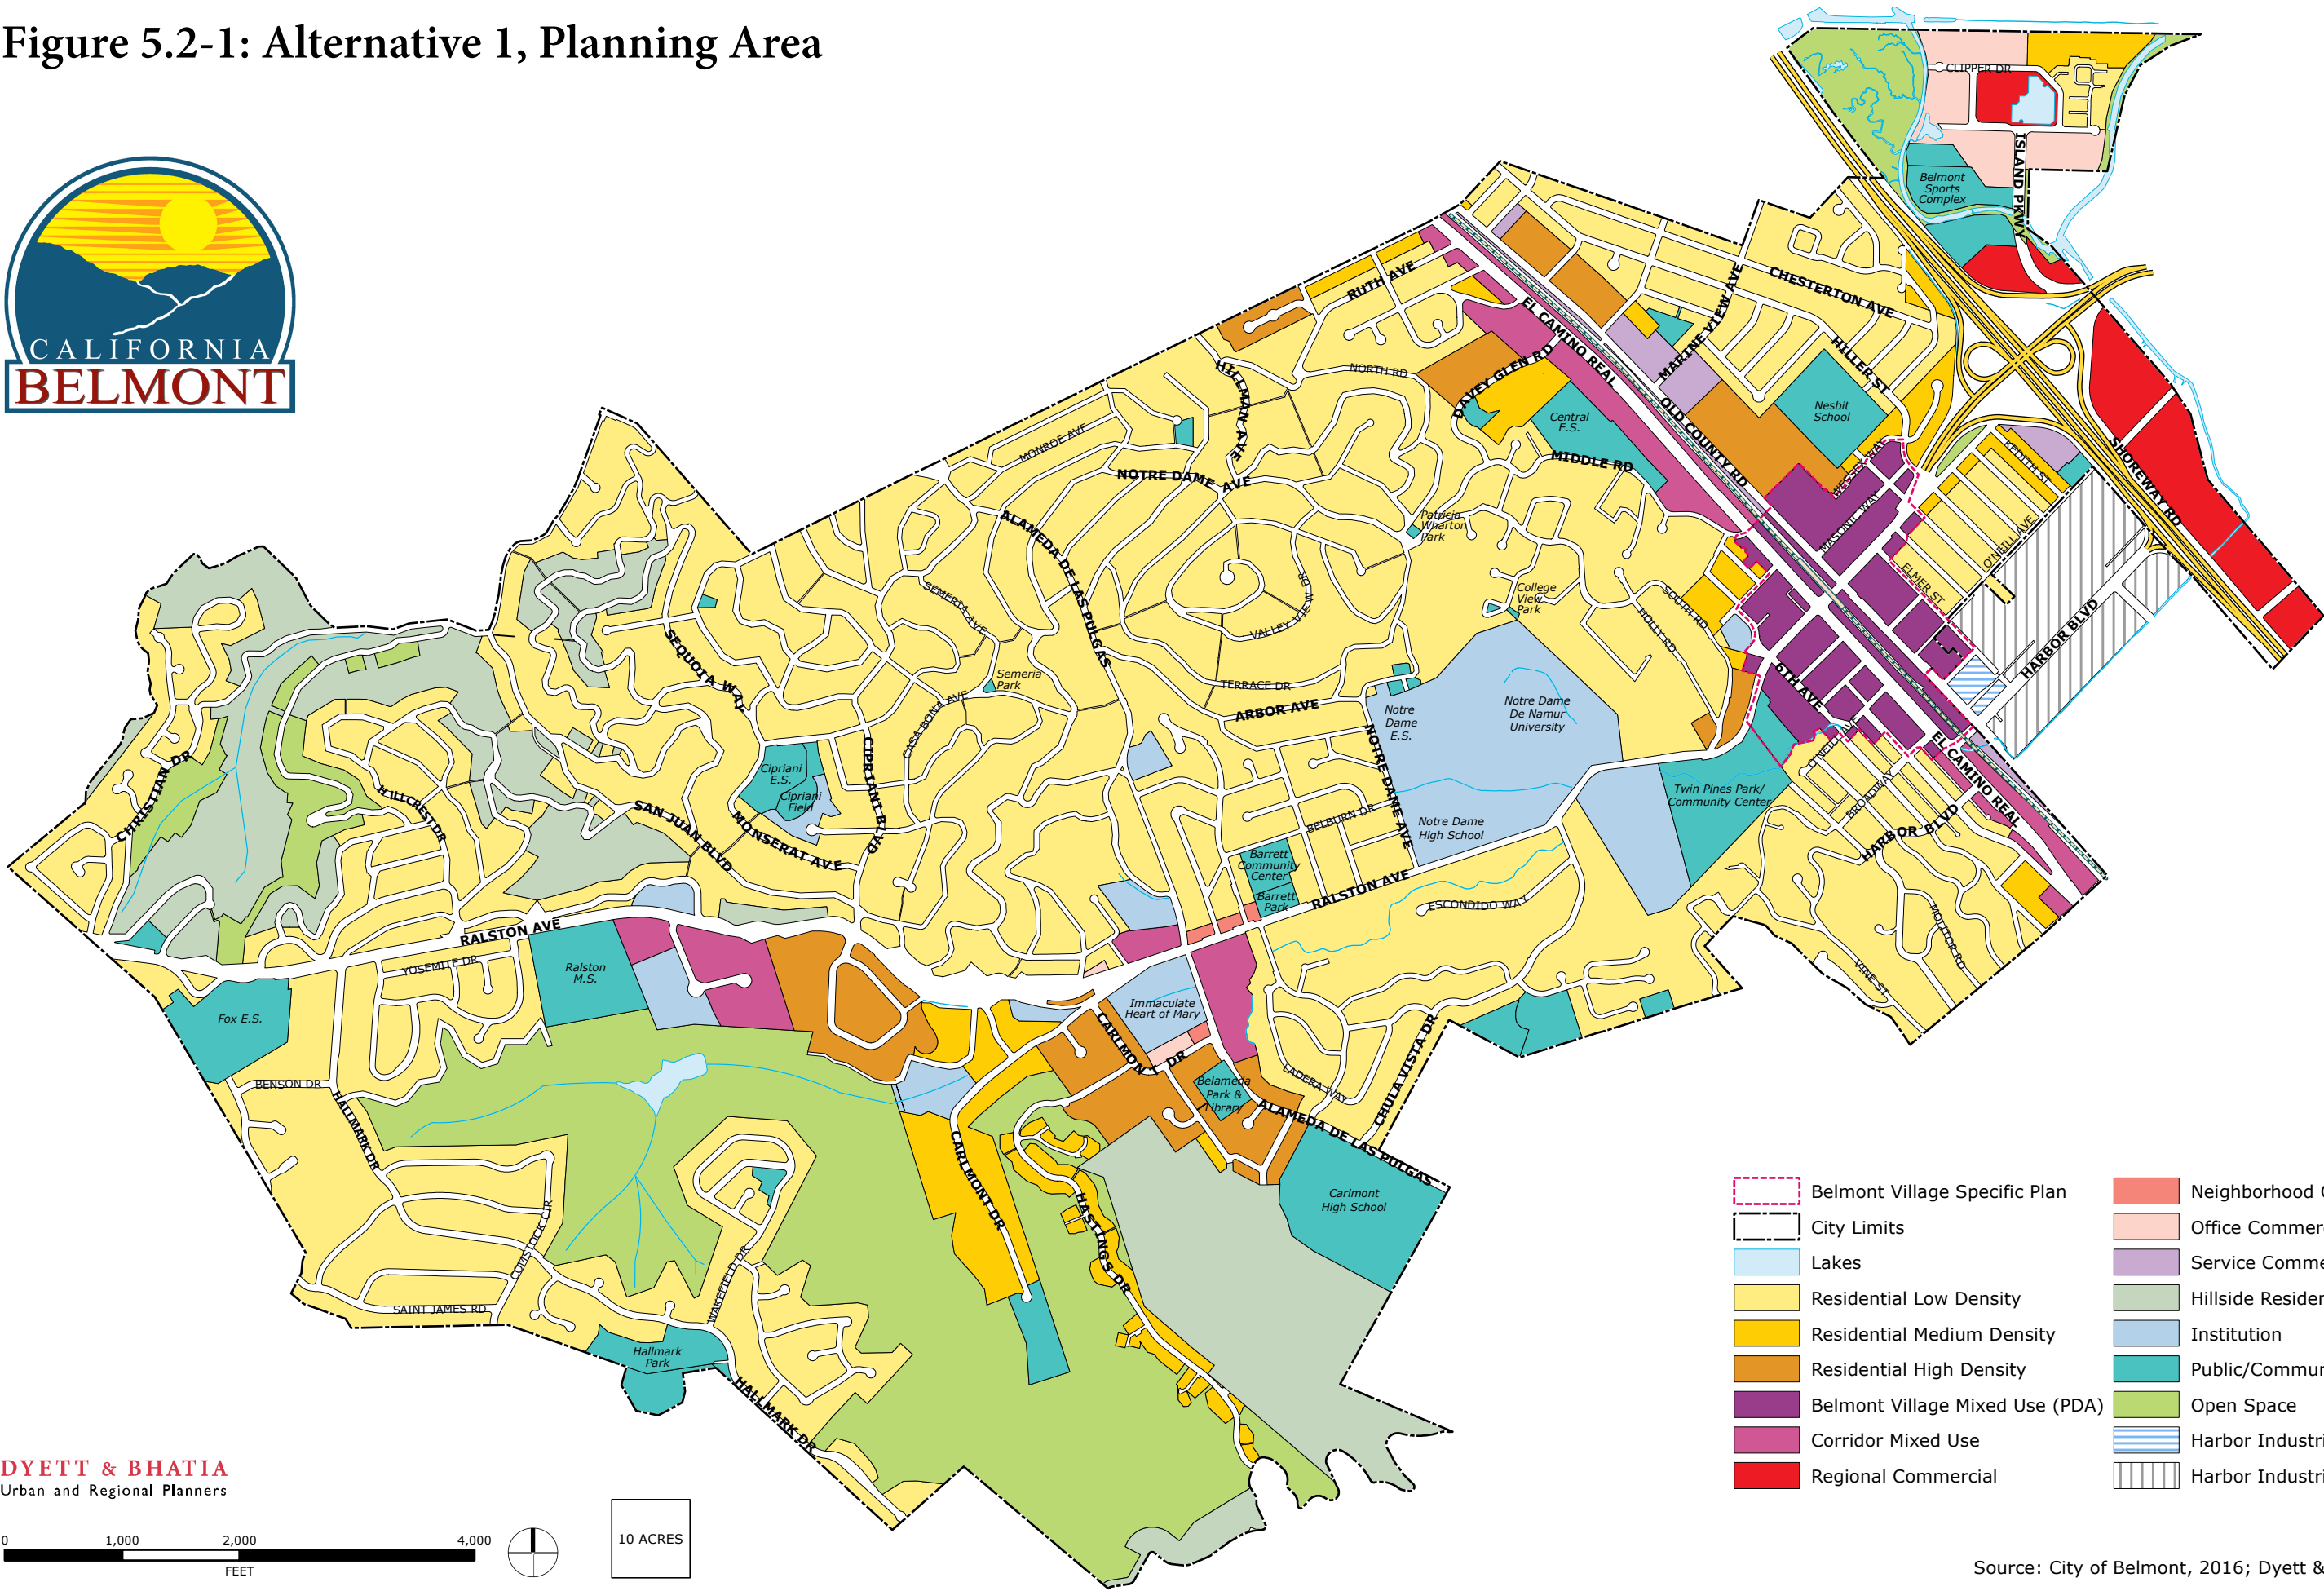 Figure 5.2-1: Alternative 1, Planning Area
CALIFORNIA
BELMONT
CLIPPER DR
ISLAND PKWY
Belmont
Sports
Complex
RUTH AVE
EL CAMINO REAL
MARINE VIEW AVE
CHESTERTON AVE
HILLER ST
HILLMAN AVE
NORTH RD
DAVEY GLEN RD
OLD COUNTY RD
Nesbit
School
Central
E.S.
MIDDLE RD
MONROE AVE
NOTRE DAME AVE
WESSEX WAY
MASONIC WAY
KEDITH ST
SHOREWAY RD
O'NEILL AVE
ELMER ST
HARBOR BLVD
ALAMEDA DE LAS PULGAS
Patricia
Wharton
Park
College
View
Park
SEMERIA AVE
VALLEY VIEW DR
SOUTH RD
HOLLY RD
SEQUOIA WAY
Semeria
Park
TERRACE DR
ARBOR AVE
6TH AVE
CASA BONA AVE
Notre
Dame
E.S.
Notre Dame
De Namur
University
NOTRE DAME AVE
CHRISTIAN DR
HILLCREST DR
Cipriani
E.S.
Cipriani
Field
CIPRIANI BLVD
SAN JUAN BLVD
MONSERAT AVE
BELBURN DR
Notre Dame
High School
Twin Pines Park/
Community Center
O'NEILL AVE
BROADWAY
EL CAMINO REAL
HARBOR BLVD
Barrett
Community
Center
Barrett
Park
RALSTON AVE
ESCONDIDO WAY
MOLITOR RD
VINE ST
RALSTON AVE
YOSEMITE DR
Ralston
M.S.
Fox E.S.
Immaculate
Heart of Mary
CARLMONT DR
BENSON DR
HALLMARK DR
Belameda
Park &
Library
LADERA WAY
CHULA VISTA DR
ALAMEDA DE LAS PULGAS
CARLMONT DR
HASTINGS DR
Carlmont
High School
COMSTOCK CIR
WAKEFIELD DR
SAINT JAMES RD
Hallmark
Park
HALLMARK DR
Belmont Village Specific Plan
City Limits
Lakes
Residential Low Density
Residential Medium Density
Residential High Density
Belmont Village Mixed Use (PDA)
Corridor Mixed Use
Regional Commercial
Neighborhood
Office Commer
Service Comme
Hillside Residen
Institution
Public/Commun
Open Space
Harbor Industri
Harbor Industri
DYETT & BHATIA
Urban and Regional Planners
0 1,000 2,000 4,000
FEET
10 ACRES
Source: City of Belmont, 2016; Dyett &